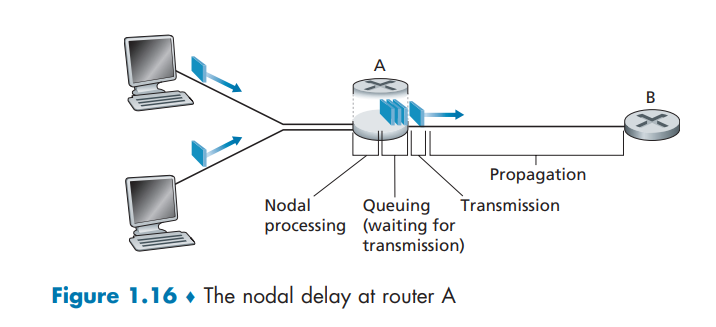 A
B
Propagation
Nodal
processing
Queuing
(waiting for
transmission)
Transmission
Figure 1.16 ♦ The nodal delay at router A